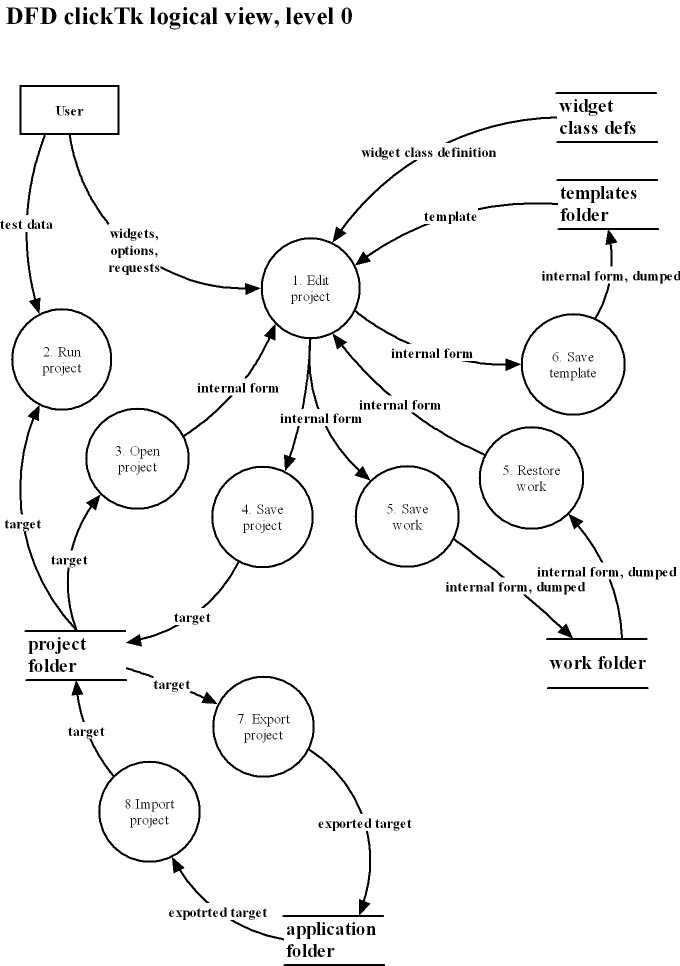 DFD clickTk logical view, level 0
User
widget
class defs
widget class definition
templates
folder
template
test data
widgets,
options,
requests
1. Edit
project
internal form, dumped
2. Run
project
internal form
6. Save
template
internal form
internal form
internal form
3. Open
project
5. Restore
work
4. Save
project
5. Save
work
target
target
internal form, dumped
internal form, dumped
target
project
folder
work folder
target
7. Export
project
target
8.Import
project
exported target
expotrted target
application
folder